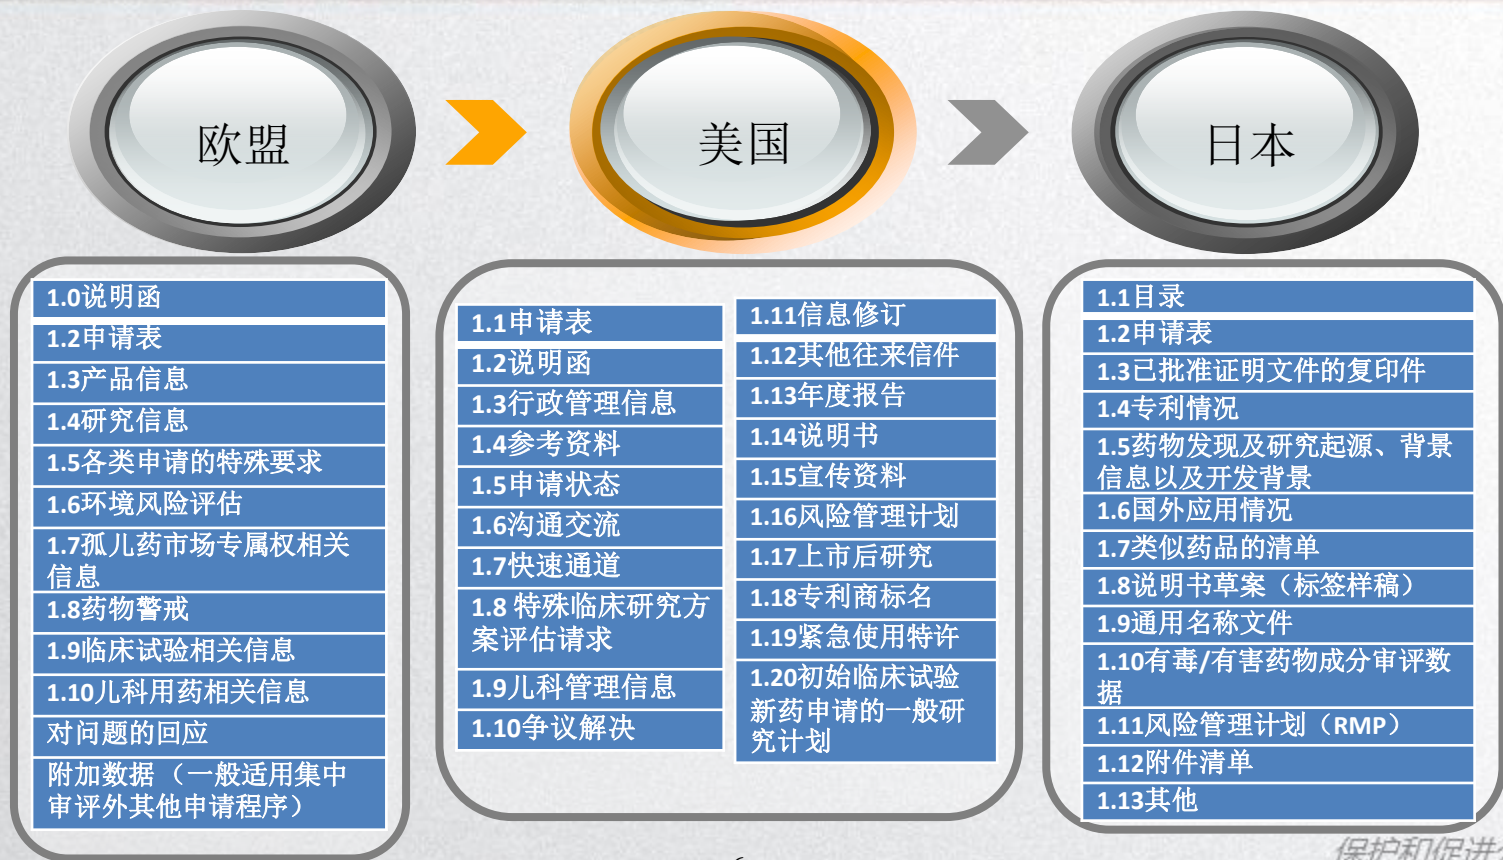 欧盟
美国
日本
1.0说明函
1.2申请表
1.3产品信息
1.4研究信息
1.5各类申请的特殊要求
1.6环境风险评估
1.7孤儿药市场专属权相关
信息
1.8药物警戒
1.9临床试验相关信息
1.10儿科用药相关信息
对问题的回应
附加数据（一般适用集中
审评外其他申请程序）
1.1申请表
1.2说明函
1.3行政管理信息
1.4参考资料
1.5申请状态
1.6沟通交流
1.7快速通道
1.8 特殊临床研究方
案评估请求
1.9儿科管理信息
1.10争议解决
1.11信息修订
1.12其他往来信件
1.13年度报告
1.14说明书
1.15宣传资料
1.16风险管理计划
1.17上市后研究
1.18专利商标名
1.19紧急使用特许
1.20初始临床试验
新药申请的一般研
究计划
1.1目录
1.2申请表
1.3已批准证明文件的复印件
1.4专利情况
1.5药物发现及研究起源、背景
信息以及开发背景
1.6国外应用情况
1.7类似药品的清单
1.8说明书草案（标签样稿）
1.9通用名称文件
1.10有毒/有害药物成分审评数
据
1.11风险管理计划（RMP）
1.12附件清单
1.13其他
保护和促进